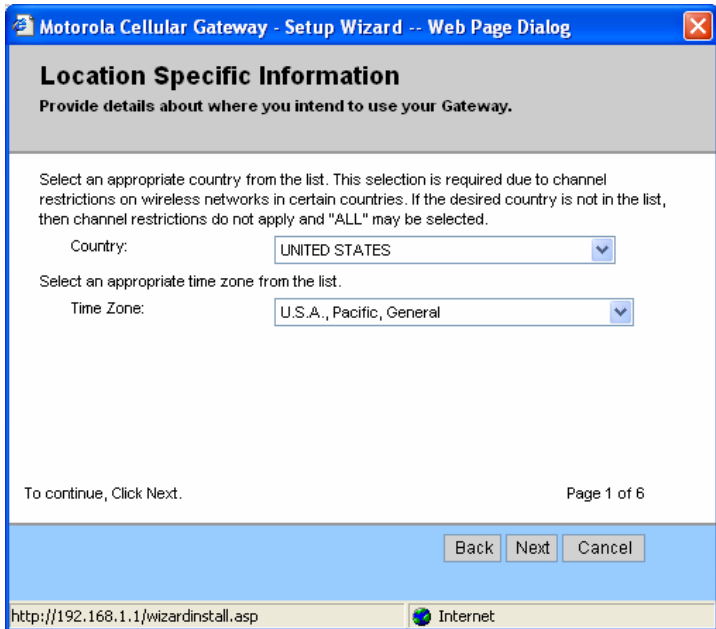 Motorola Cellular Gateway - Setup Wizard -- Web Page Dialog
Location Specific Information
Provide details about where you intend to use your Gateway.
Select an appropriate country from the list. This selection is required due to channel
restrictions on wireless networks in certain countries. If the desired country is not in the list,
then channel restrictions do not apply and "ALL" may be selected.
Country: UNITED STATES
Select an appropriate time zone from the list.
Time Zone: U.S.A., Pacific, General
To continue, Click Next. Page 1 of 6
Back Next Cancel
http://192.168.1.1/wizardinstall.asp Internet